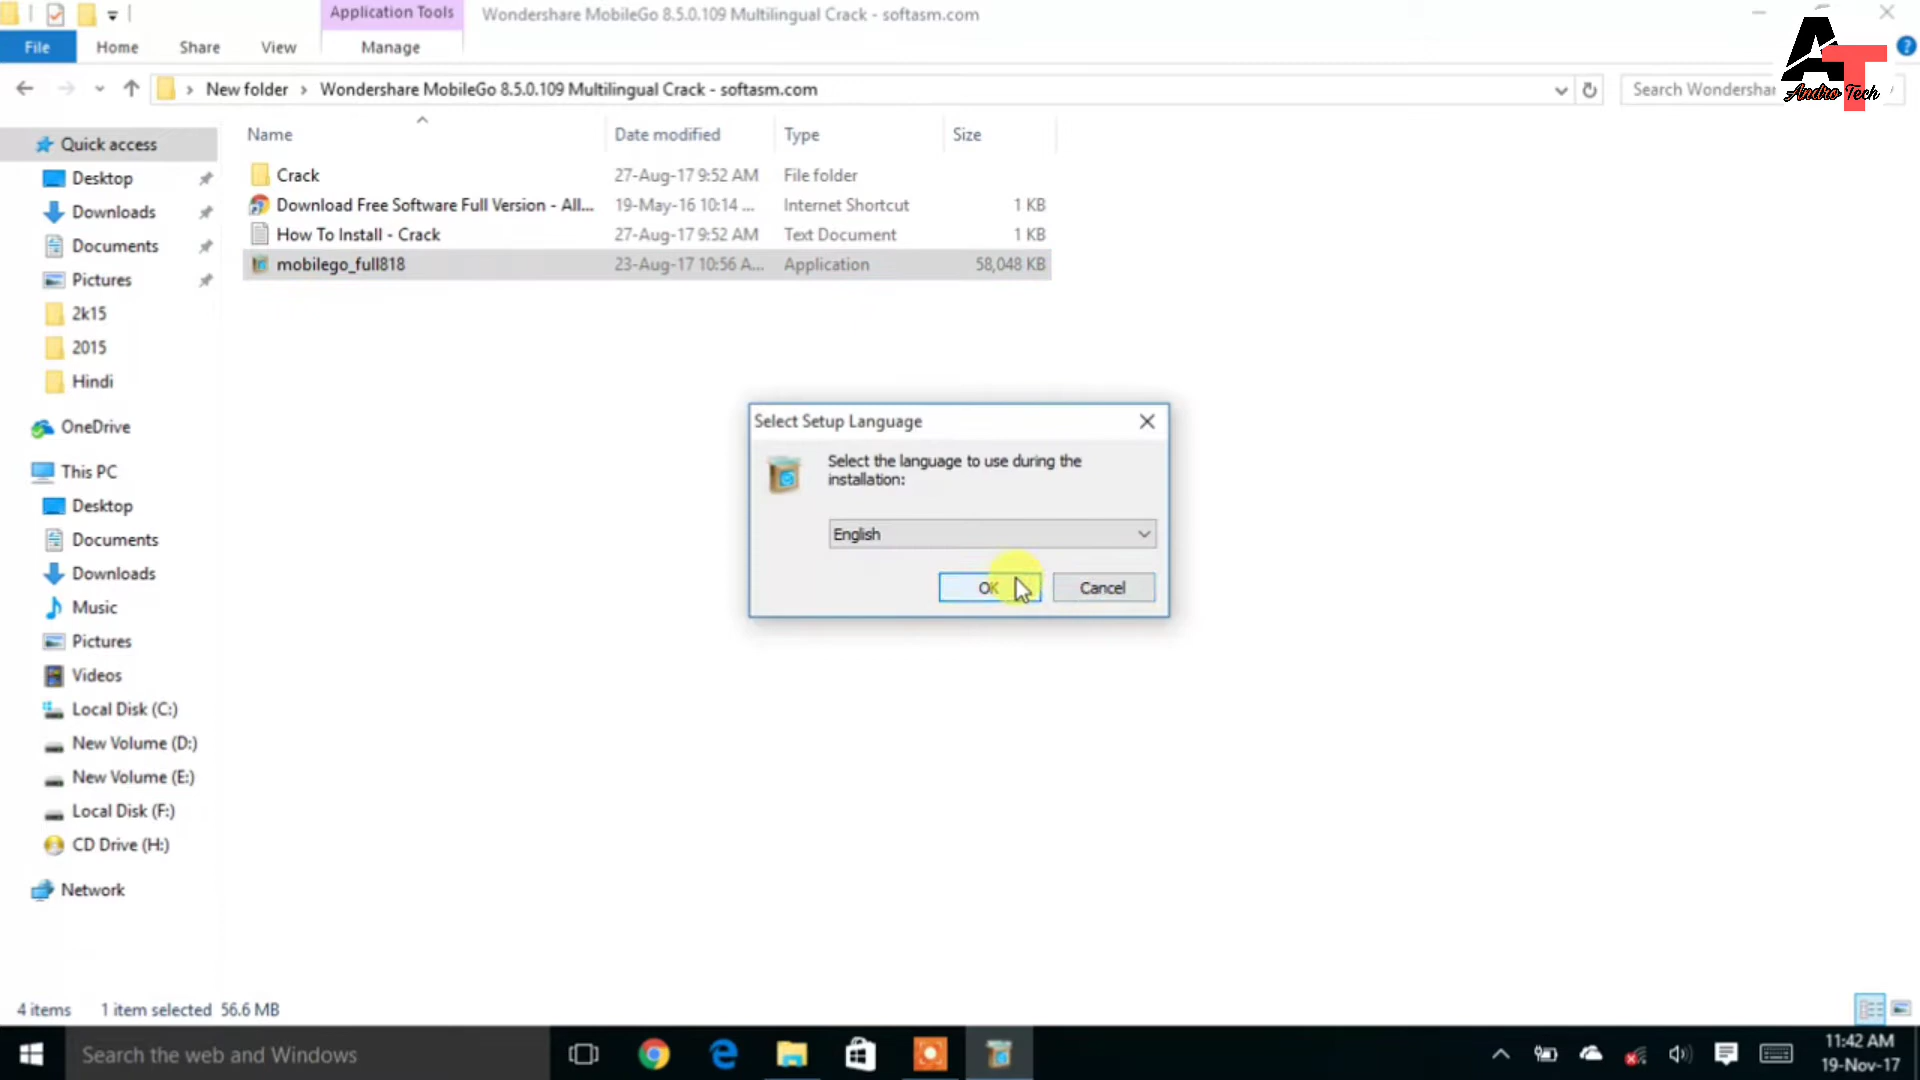 Application Tools
Wondershare MobileGo 8.5.0.109 Multilingual Crack - softasm.com
File
Home
Share
View
Manage
New folder
Wondershare MobileGo 8.5.0.109 Multilingual Crack - softasm.com
Search Wondershar
AT
Andro Tech
Name
Date modified
Type
Size
Quick access
Desktop
Downloads
Documents
Pictures
2k15
2015
Hindi
OneDrive
This PC
Desktop
Documents
Downloads
Music
Pictures
Videos
Local Disk (C:)
New Volume (D:)
New Volume (E:)
Local Disk (F:)
CD Drive (H:)
Network
Crack 27-Aug-17 9:52 AM File folder
Download Free Software Full Version - All... 19-May-16 10:14 ... Internet Shortcut 1 KB
How To Install - Crack 27-Aug-17 9:52 AM Text Document 1 KB
mobilego_full818 23-Aug-17 10:56 A... Application 58,048 KB
Select Setup Language
Select the language to use during the
installation:
English
OK
Cancel
4 items 1 item selected 56.6 MB
Search the web and Windows
11:42 AM
19-Nov-17